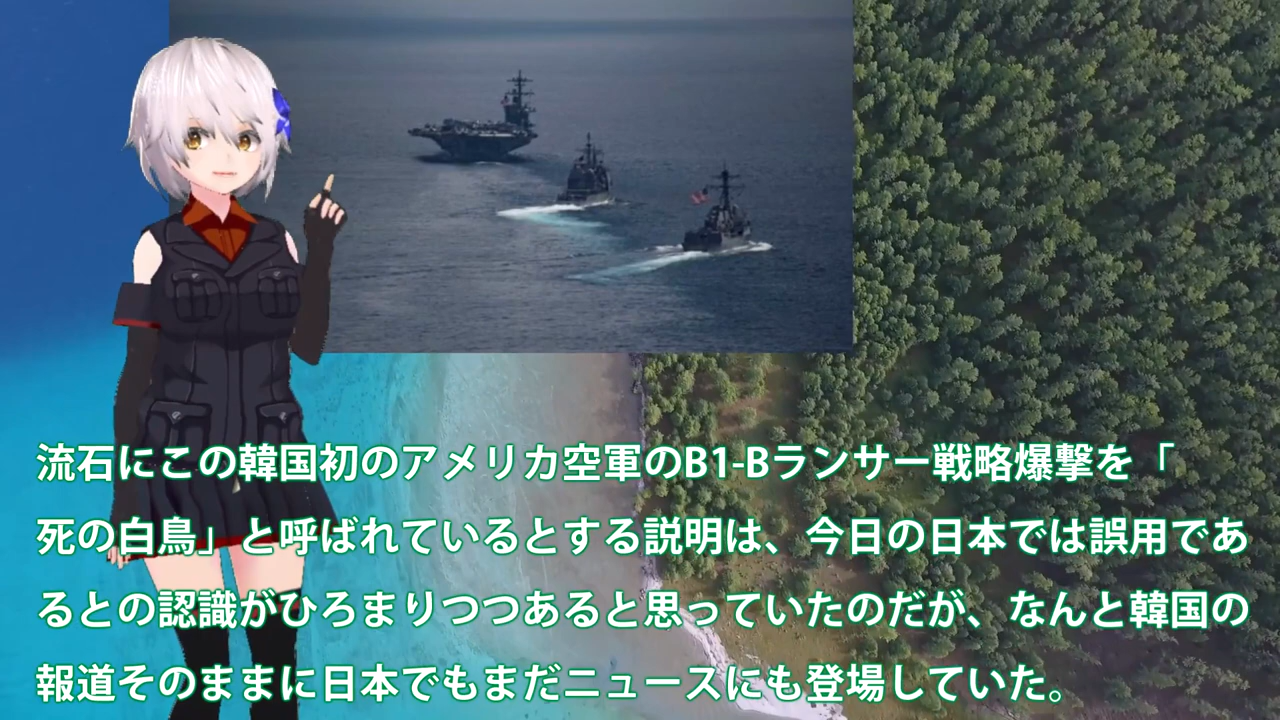 流石にこの韓国初のアメリカ空軍のB1-Bランサー戦略爆撃を「
死の白鳥」と呼ばれているとする説明は、今日の日本では誤用であ
るとの認識がひろまりつつあると思っていたのだが、なんと韓国の
報道そのままに日本でもまだニュースにも登場していた。